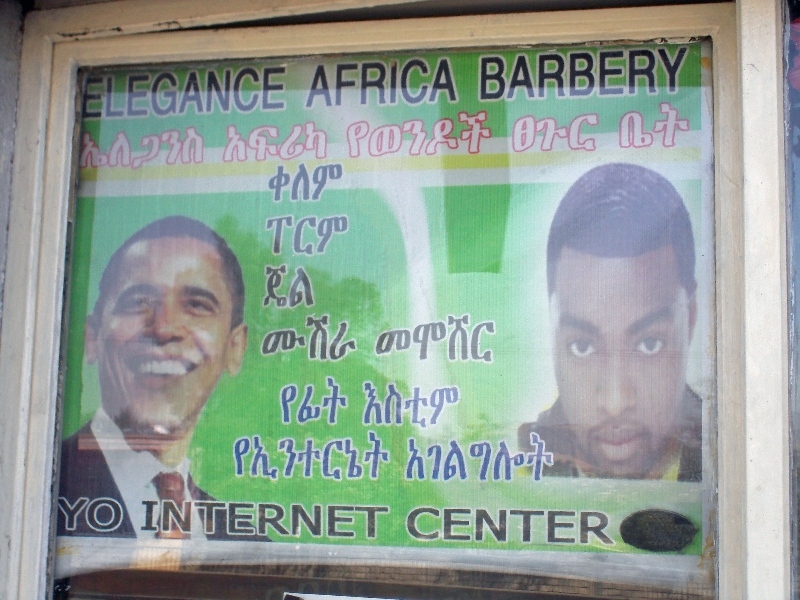 ELEGANCE AFRICA BARBERY
ኤለጋንስ አፍሪካ የወንዶች ፀጉር ቤት
ቀለም
ፐርም
ጄል
ሙሽራ መሞሸር
የፊት እስቲም
የኢንተርኔት አገልግሎት
YO INTERNET CENTER